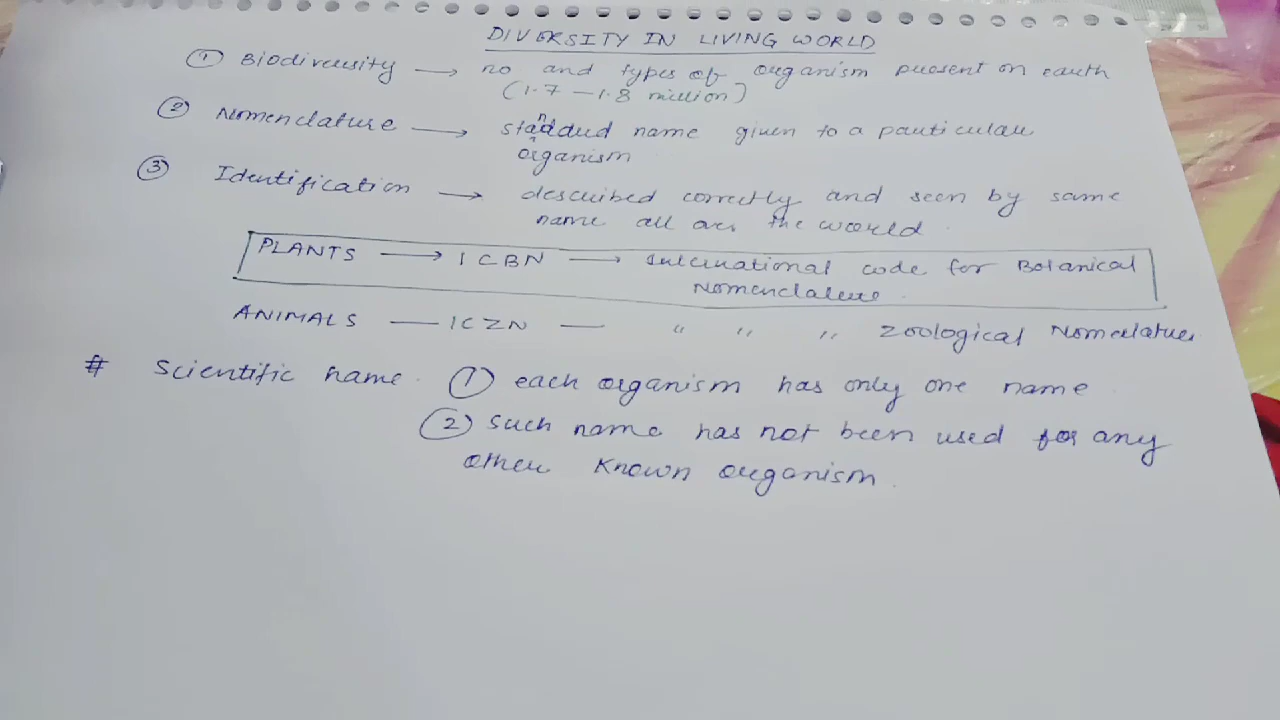 DIVERSITY IN LIVING WORLD
① Biodiversity → no and types of organism present on earth
(1.7 – 1.8 million)
② Nomenclature → standdud name given to a particular
organism
③ Identification → described correctly and seen by same
name all over the world.
PLANTS → ICBN → International code for Botanical
Nomenclature.
ANIMALS — ICZN — " " " Zoological Nomenclature
# Scientific name. ① each organism has only one name.
② Such name has not been used for any
other known organism.